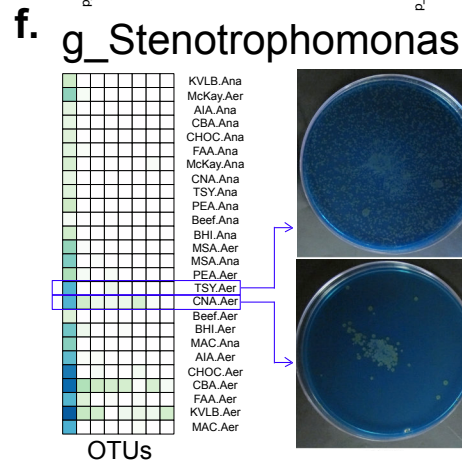 f.
g_Stenotrophomonas
KVLB.Ana
McKay.Aer
AIA.Ana
CBA.Ana
CHOC.Ana
FAA.Ana
McKay.Ana
CNA.Ana
TSY.Ana
PEA.Ana
Beef.Ana
BHI.Ana
MSA.Aer
MSA.Ana
PEA.Aer
TSY.Aer
CNA.Aer
Beef.Aer
BHI.Aer
MAC.Ana
AIA.Aer
CHOC.Aer
CBA.Aer
FAA.Aer
KVLB.Aer
MAC.Aer
OTUs